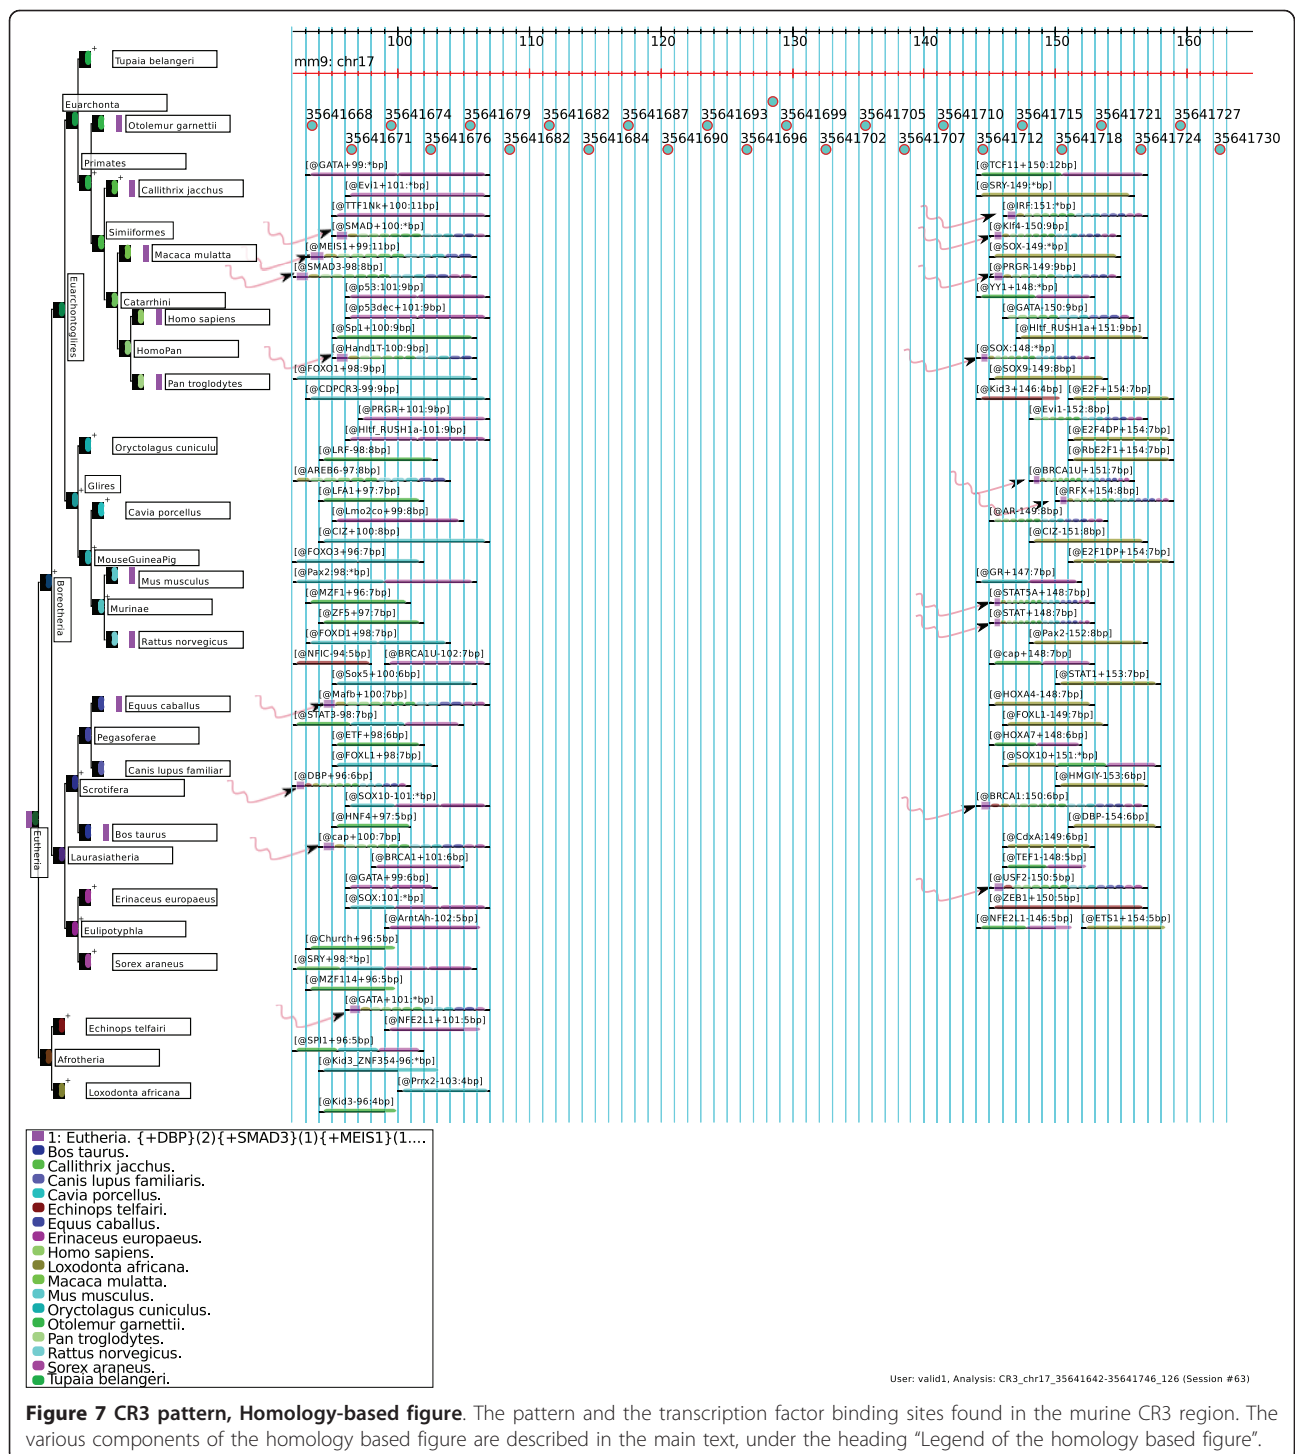 100 110 120 130 140 150 160
mm9: chr17
35641668 35641674 35641679 35641682 35641687 35641693 35641699 35641705 35641710 35641715 35641721 35641727
35641671 35641676 35641682 35641684 35641690 35641696 35641702 35641707 35641712 35641718 35641724 35641730
Tupaia belangeri
Euarchonta
Otolemur garnettii
Primates
Callithrix jacchus
Simiiformes
Macaca mulatta
Euarchontoglires
Catarrhini
Homo sapiens
HomoPan
Pan troglodytes
Oryctolagus cuniculu
Glires
Cavia porcellus
MouseGuineaPig
Mus musculus
Boreotheria
Murinae
Rattus norvegicus
Equus caballus
Pegasoferae
Canis lupus familiar
Scrotifera
Bos taurus
Eutheria
Laurasiatheria
Erinaceus europaeus
Eulipotyphla
Sorex araneus
Echinops telfairi
Afrotheria
Loxodonta africana
[@GATA+99:*bp]
[@Evi1+101:*bp]
[@TTF1Nk+100:11bp]
[@SMAD+100:*bp]
[@MEIS1+99:11bp]
[@SMAD3-98:8bp]
[@p53:101:9bp]
[@p53dec+101:9bp]
[@Sp1+100:9bp]
[@Hand1T-100:9bp]
[@FOXO1+98:9bp]
[@CDPCR3-99:9bp]
[@PRGR+101:9bp]
[@Hltf_RUSH1a-101:9bp]
[@LRF-98:8bp]
[@AREB6-97:8bp]
[@LFA1+97:7bp]
[@Lmo2co+99:8bp]
[@CIZ+100:8bp]
[@FOXO3+96:7bp]
[@Pax2:98:*bp]
[@MZF1+96:7bp]
[@ZF5+97:7bp]
[@FOXD1+98:7bp]
[@NFIC-94:5bp] [@BRCA1U-102:7bp]
[@Sox5+100:6bp]
[@Mafb+100:7bp]
[@STAT3-98:7bp]
[@ETF+98:6bp]
[@FOXL1+98:7bp]
[@DBP+96:6bp]
[@SOX10-101:*bp]
[@HNF4+97:5bp]
[@cap+100:7bp]
[@BRCA1+101:6bp]
[@GATA+99:6bp]
[@SOX:101:*bp]
[@ArntAh-102:5bp]
[@Church+96:5bp]
[@SRY+98:*bp]
[@MZF114+96:5bp]
[@GATA+101:*bp]
[@NFE2L1+101:5bp]
[@SPI1+96:5bp]
[@Kid3_ZNF354-96:*bp]
[@Prrx2-103:4bp]
[@Kid3-96:4bp]
[@TCF11+150:12bp]
[@SRY-149:*bp]
[@IRF:151:*bp]
[@Klf4-150:9bp]
[@SOX-149:*bp]
[@PRGR-149:9bp]
[@YY1+148:*bp]
[@GATA-150:9bp]
[@Hltf_RUSH1a+151:9bp]
[@SOX:148:*bp]
[@SOX9-149:8bp]
[@Kid3+146:4bp] [@E2F+154:7bp]
[@Evi1-152:8bp]
[@E2F4DP+154:7bp]
[@RbE2F1+154:7bp]
[@BRCA1U+151:7bp]
[@RFX+154:8bp]
[@AR-149:8bp]
[@CIZ-151:8bp]
[@E2F1DP+154:7bp]
[@GR+147:7bp]
[@STAT5A+148:7bp]
[@STAT+148:7bp]
[@Pax2-152:8bp]
[@cap+148:7bp]
[@STAT1+153:7bp]
[@HOXA4-148:7bp]
[@FOXL1-149:7bp]
[@HOXA7+148:6bp]
[@SOX10+151:*bp]
[@HMGIY-153:6bp]
[@BRCA1:150:6bp]
[@DBP-154:6bp]
[@CdxA:149:6bp]
[@TEF1-148:5bp]
[@USF2-150:5bp]
[@ZEB1+150:5bp]
[@NFE2L1-146:5bp] [@ETS1+154:5bp]
1: Eutheria. {+DBP}(2){+SMAD3}(1){+MEIS1}(1....
Bos taurus.
Callithrix jacchus.
Canis lupus familiaris.
Cavia porcellus.
Echinops telfairi.
Equus caballus.
Erinaceus europaeus.
Homo sapiens.
Loxodonta africana.
Macaca mulatta.
Mus musculus.
Oryctolagus cuniculus.
Otolemur garnettii.
Pan troglodytes.
Rattus norvegicus.
Sorex araneus.
Tupaia belangeri.
User: valid1, Analysis: CR3_chr17_35641642-35641746_126 (Session #63)
Figure 7 CR3 pattern, Homology-based figure. The pattern and the transcription factor binding sites found in the murine CR3 region. The
various components of the homology based figure are described in the main text, under the heading “Legend of the homology based figure”.